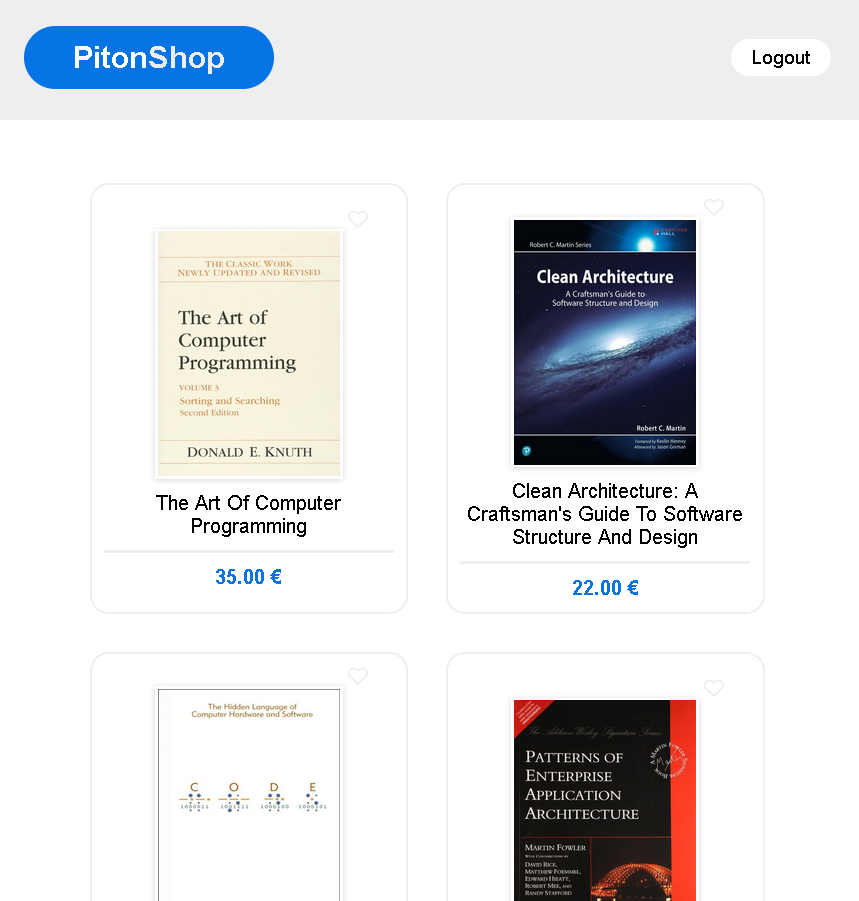 PitonShop
Logout
THE CLASSIC WORK
NEWLY UPDATED AND REVISED
The Art of
Computer
Programming
VOLUME 3
Sorting and Searching
Second Edition
DONALD E. KNUTH
The Art Of Computer
Programming
35.00 €
PRENTICE
HALL
Robert C. Martin Series
Clean Architecture
A Craftsman's Guide to
Software Structure and Design
Robert C. Martin
Foreword by Kevlin Henney
Afterword by Jason Gorman
Clean Architecture: A
Craftsman's Guide To Software
Structure And Design
22.00 €
The Hidden Language of
Computer Hardware and Software
C O D E
1000011 1001111 1000100 1000101
The Addison Wesley Signature Series
PATTERNS OF
ENTERPRISE
APPLICATION
ARCHITECTURE
A MARTIN FOWLER SIGNATURE BOOK
MARTIN FOWLER
WITH CONTRIBUTIONS BY
DAVID RICE,
MATTHEW FOEMMEL,
EDWARD HIEATT,
ROBERT MEE, AND
RANDY STAFFORD